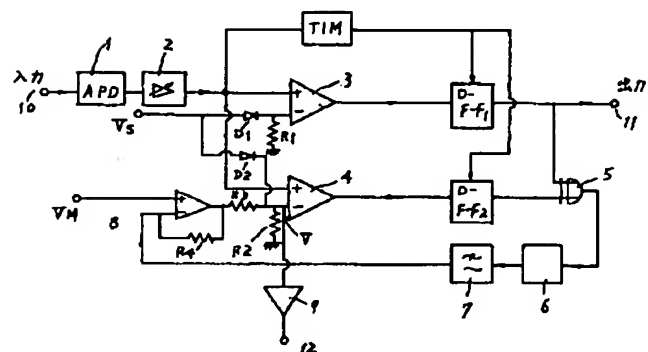 TIM
1
2
入力
APD
10
3
+
−
D-
F-F1
出力
11
VS
D1
R1
D2
4
+
−
5
D-
F-F2
VM
8
+
−
R3
R4
R2
V
7
6
9
12